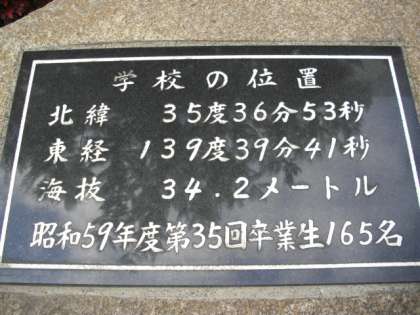 学校の位置
北緯 35度36分53秒
東経 139度39分41秒
海抜 34.2メートル
昭和59年度第35回卒業生165名